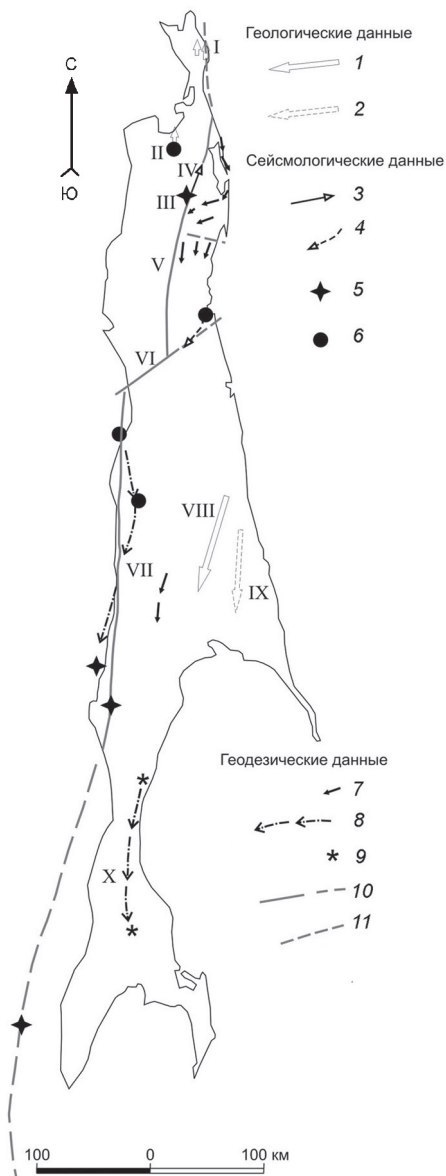 Геологические данные
I
1
С
2
II
Ю
IV
Сейсмологические данные
III
3
4
V
5
6
VI
VIII
VII
IX
Геодезические данные
7
8
9
X
10
11
100 0 100 км